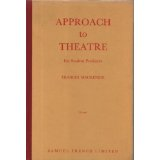 APPROACH
to
THEATRE
For Student Producers
FRANCES MACKENZIE
SAMUEL FRENCH LIMITED